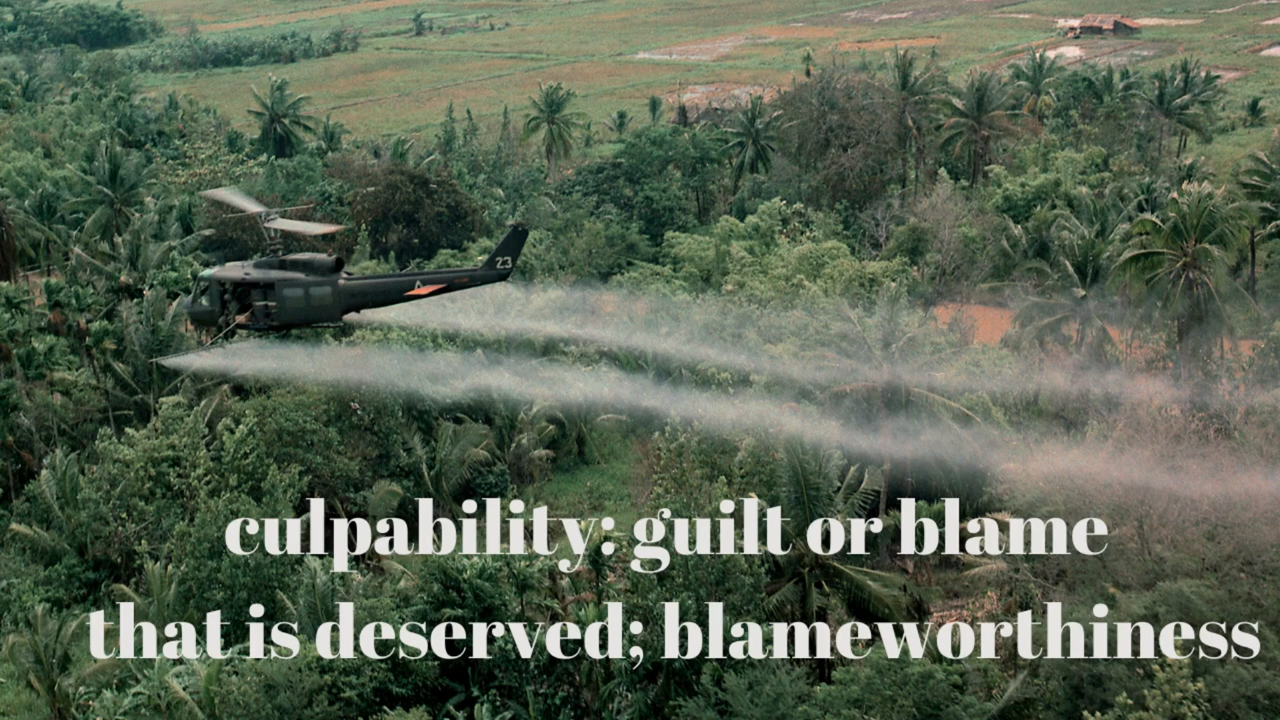 23
culpability: guilt or blame
that is deserved; blameworthiness